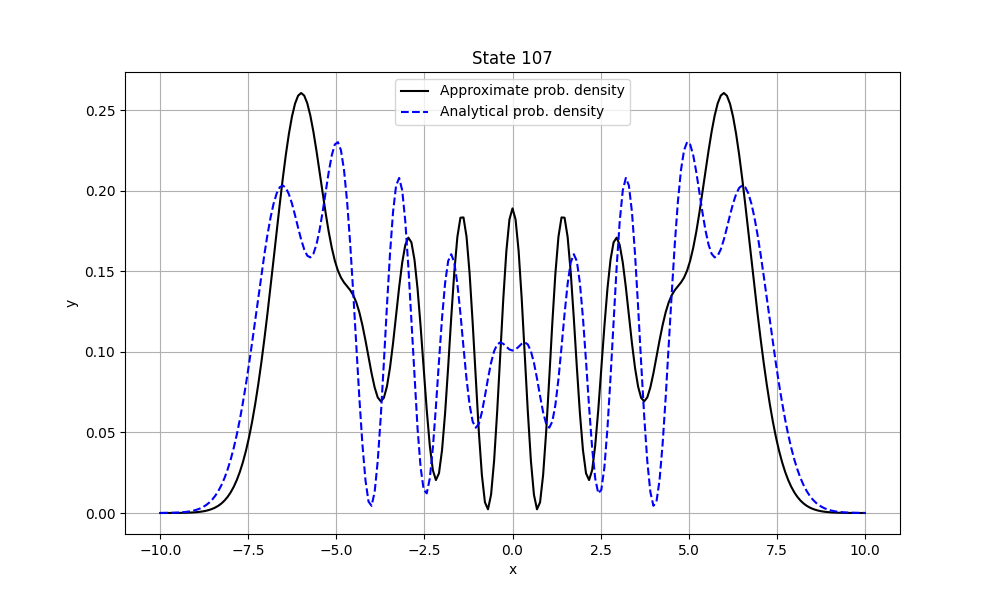 State 107
Approximate prob. density
Analytical prob. density
y
0.25
0.20
0.15
0.10
0.05
0.00
−10.0 −7.5 −5.0 −2.5 0.0 2.5 5.0 7.5 10.0
x